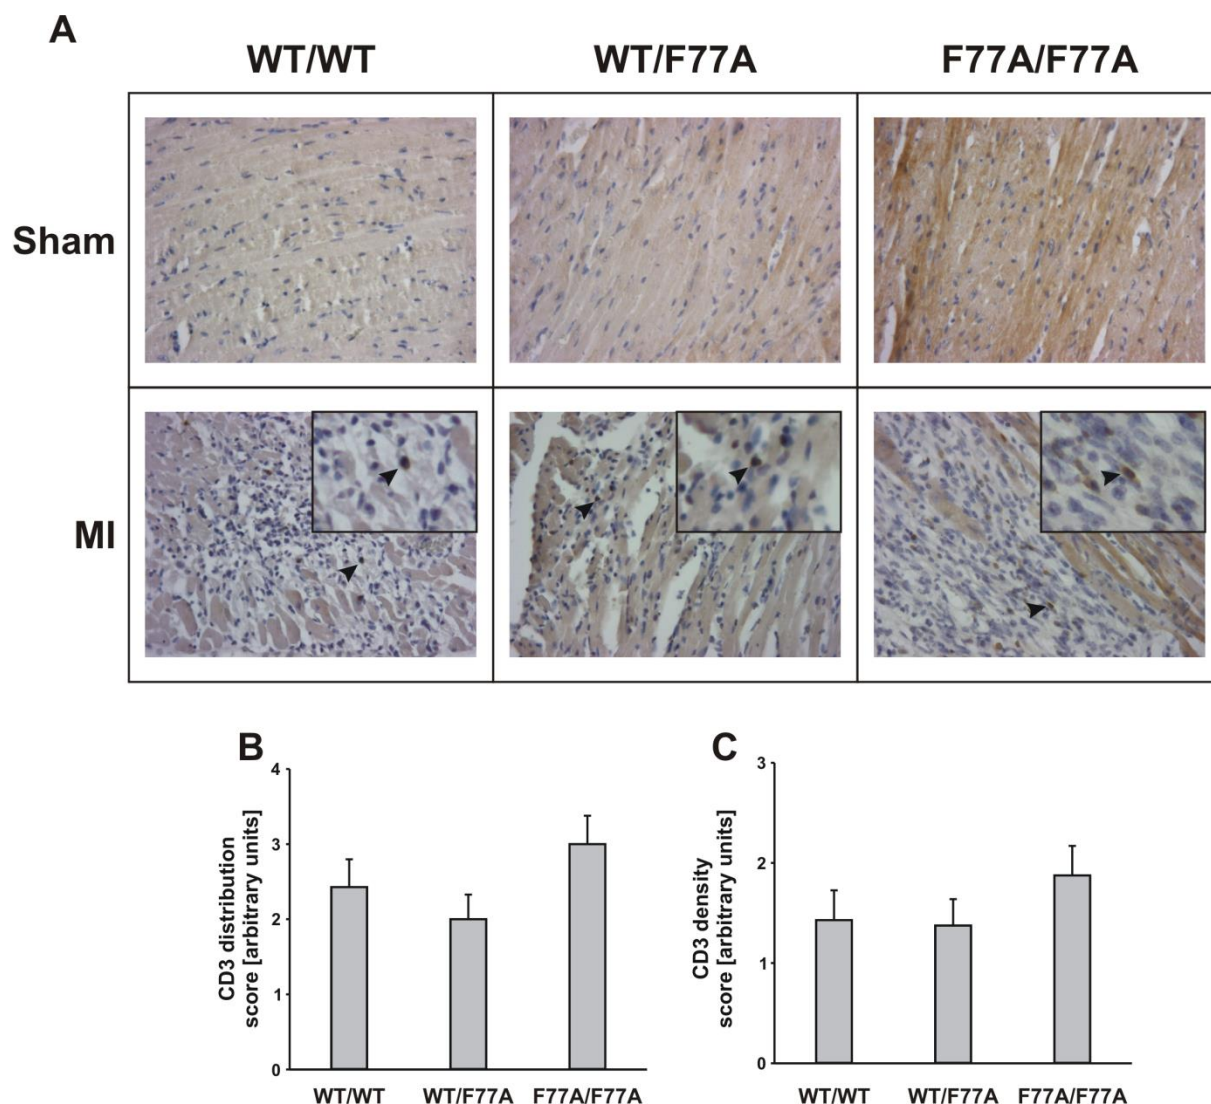 A
WT/WT
WT/F77A
F77A/F77A
Sham
MI
B
CD3 distribution
score [arbitrary units]
4
3
2
1
0
WT/WT
WT/F77A
F77A/F77A
C
CD3 density
score [arbitrary units]
3
2
1
0
WT/WT
WT/F77A
F77A/F77A